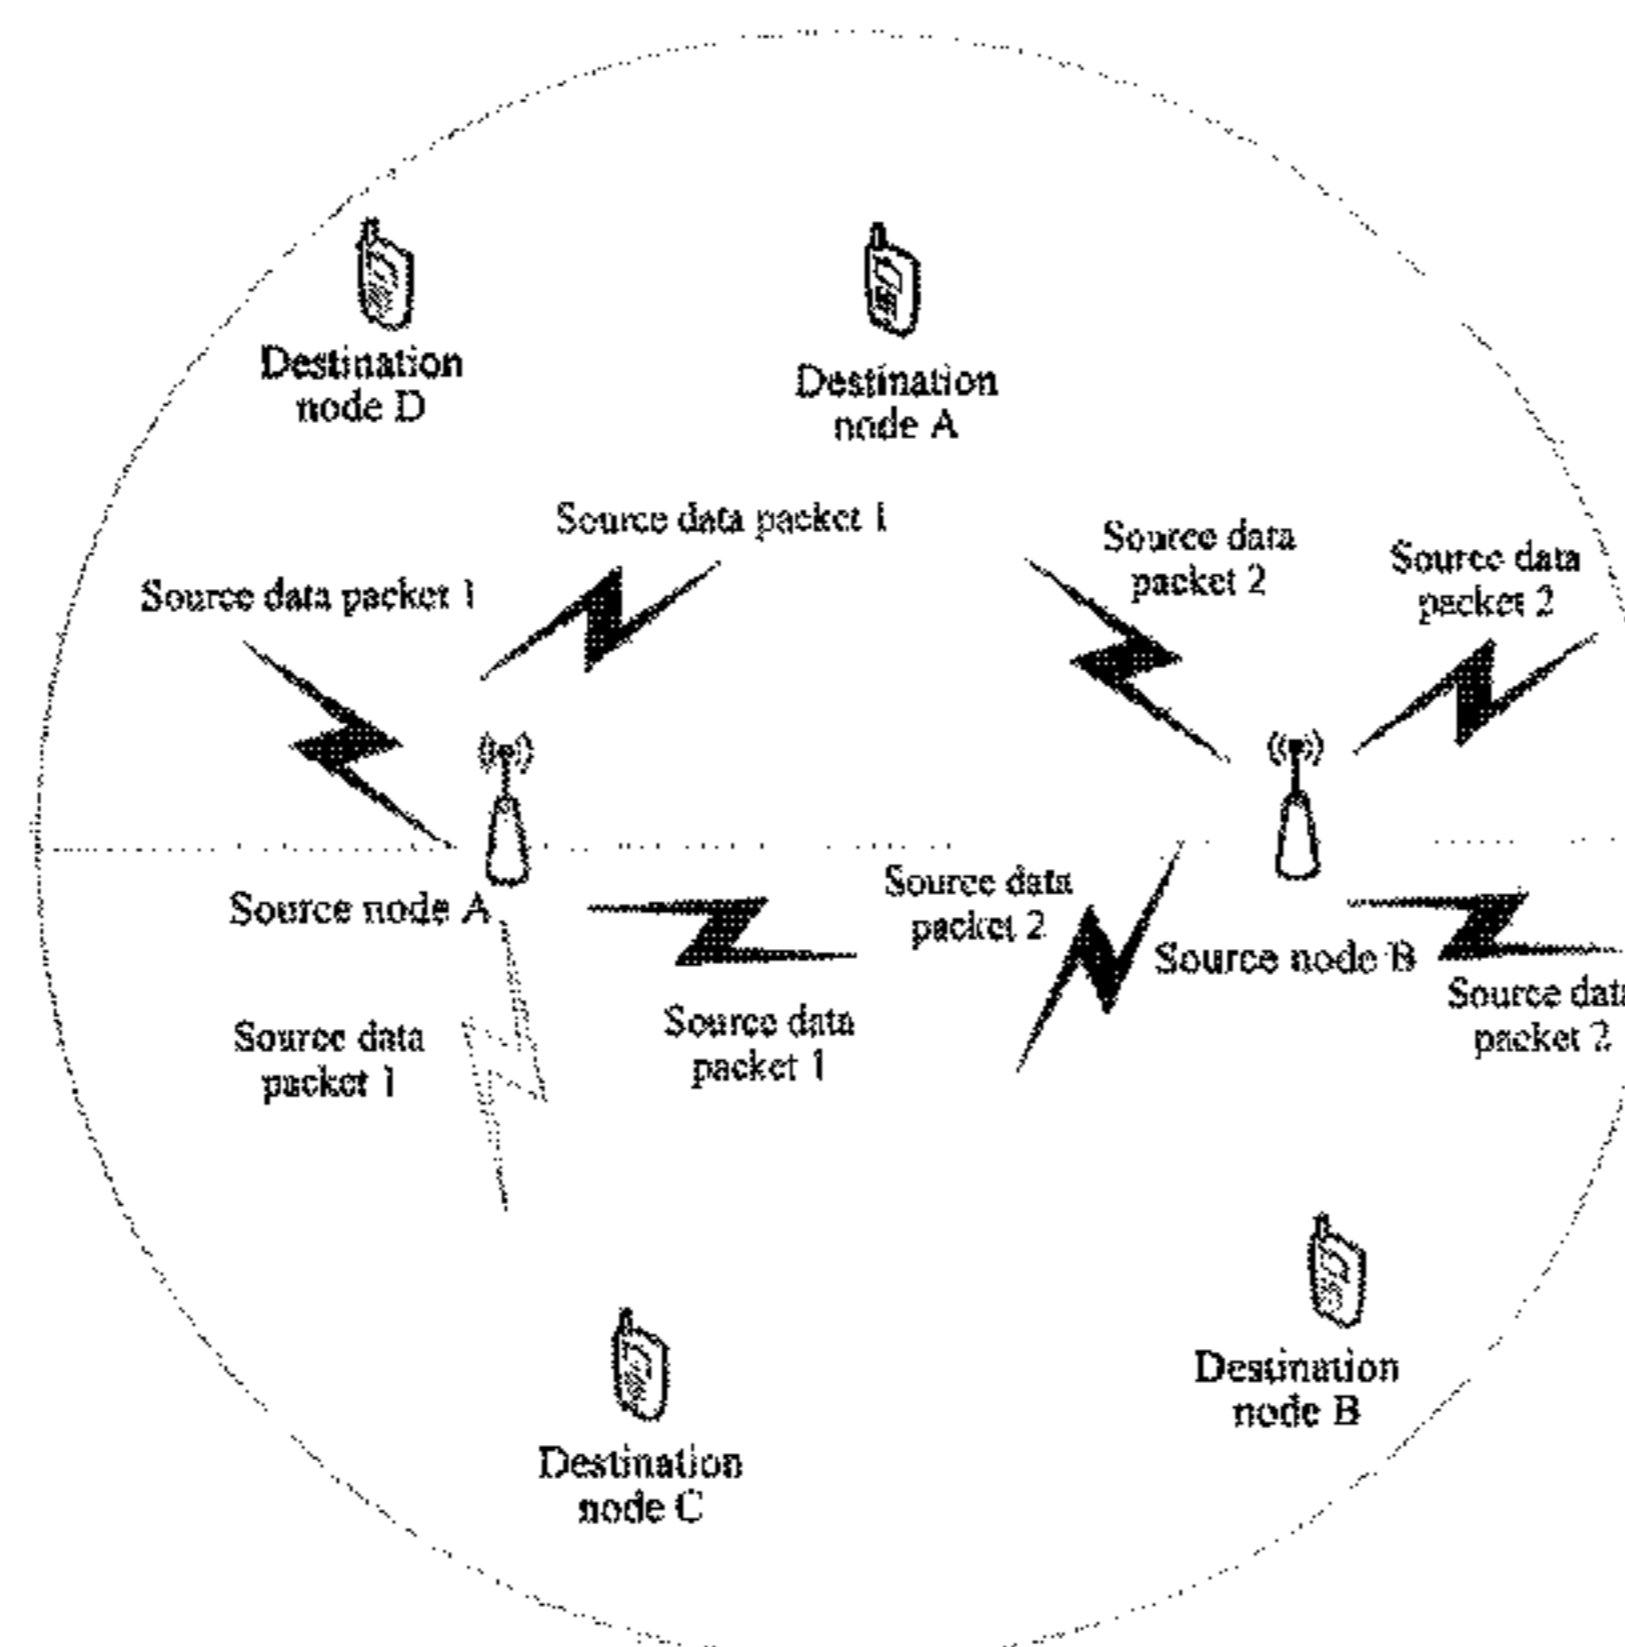 Destination
node D
Destination
node A
Source data packet 1
Source data
packet 2
Source data
packet 2
Source data packet 1
Source data
packet 2
Source node A
Source node B
Source data
packet 2
Source data
packet 1
Source data
packet 1
Destination
node B
Destination
node C